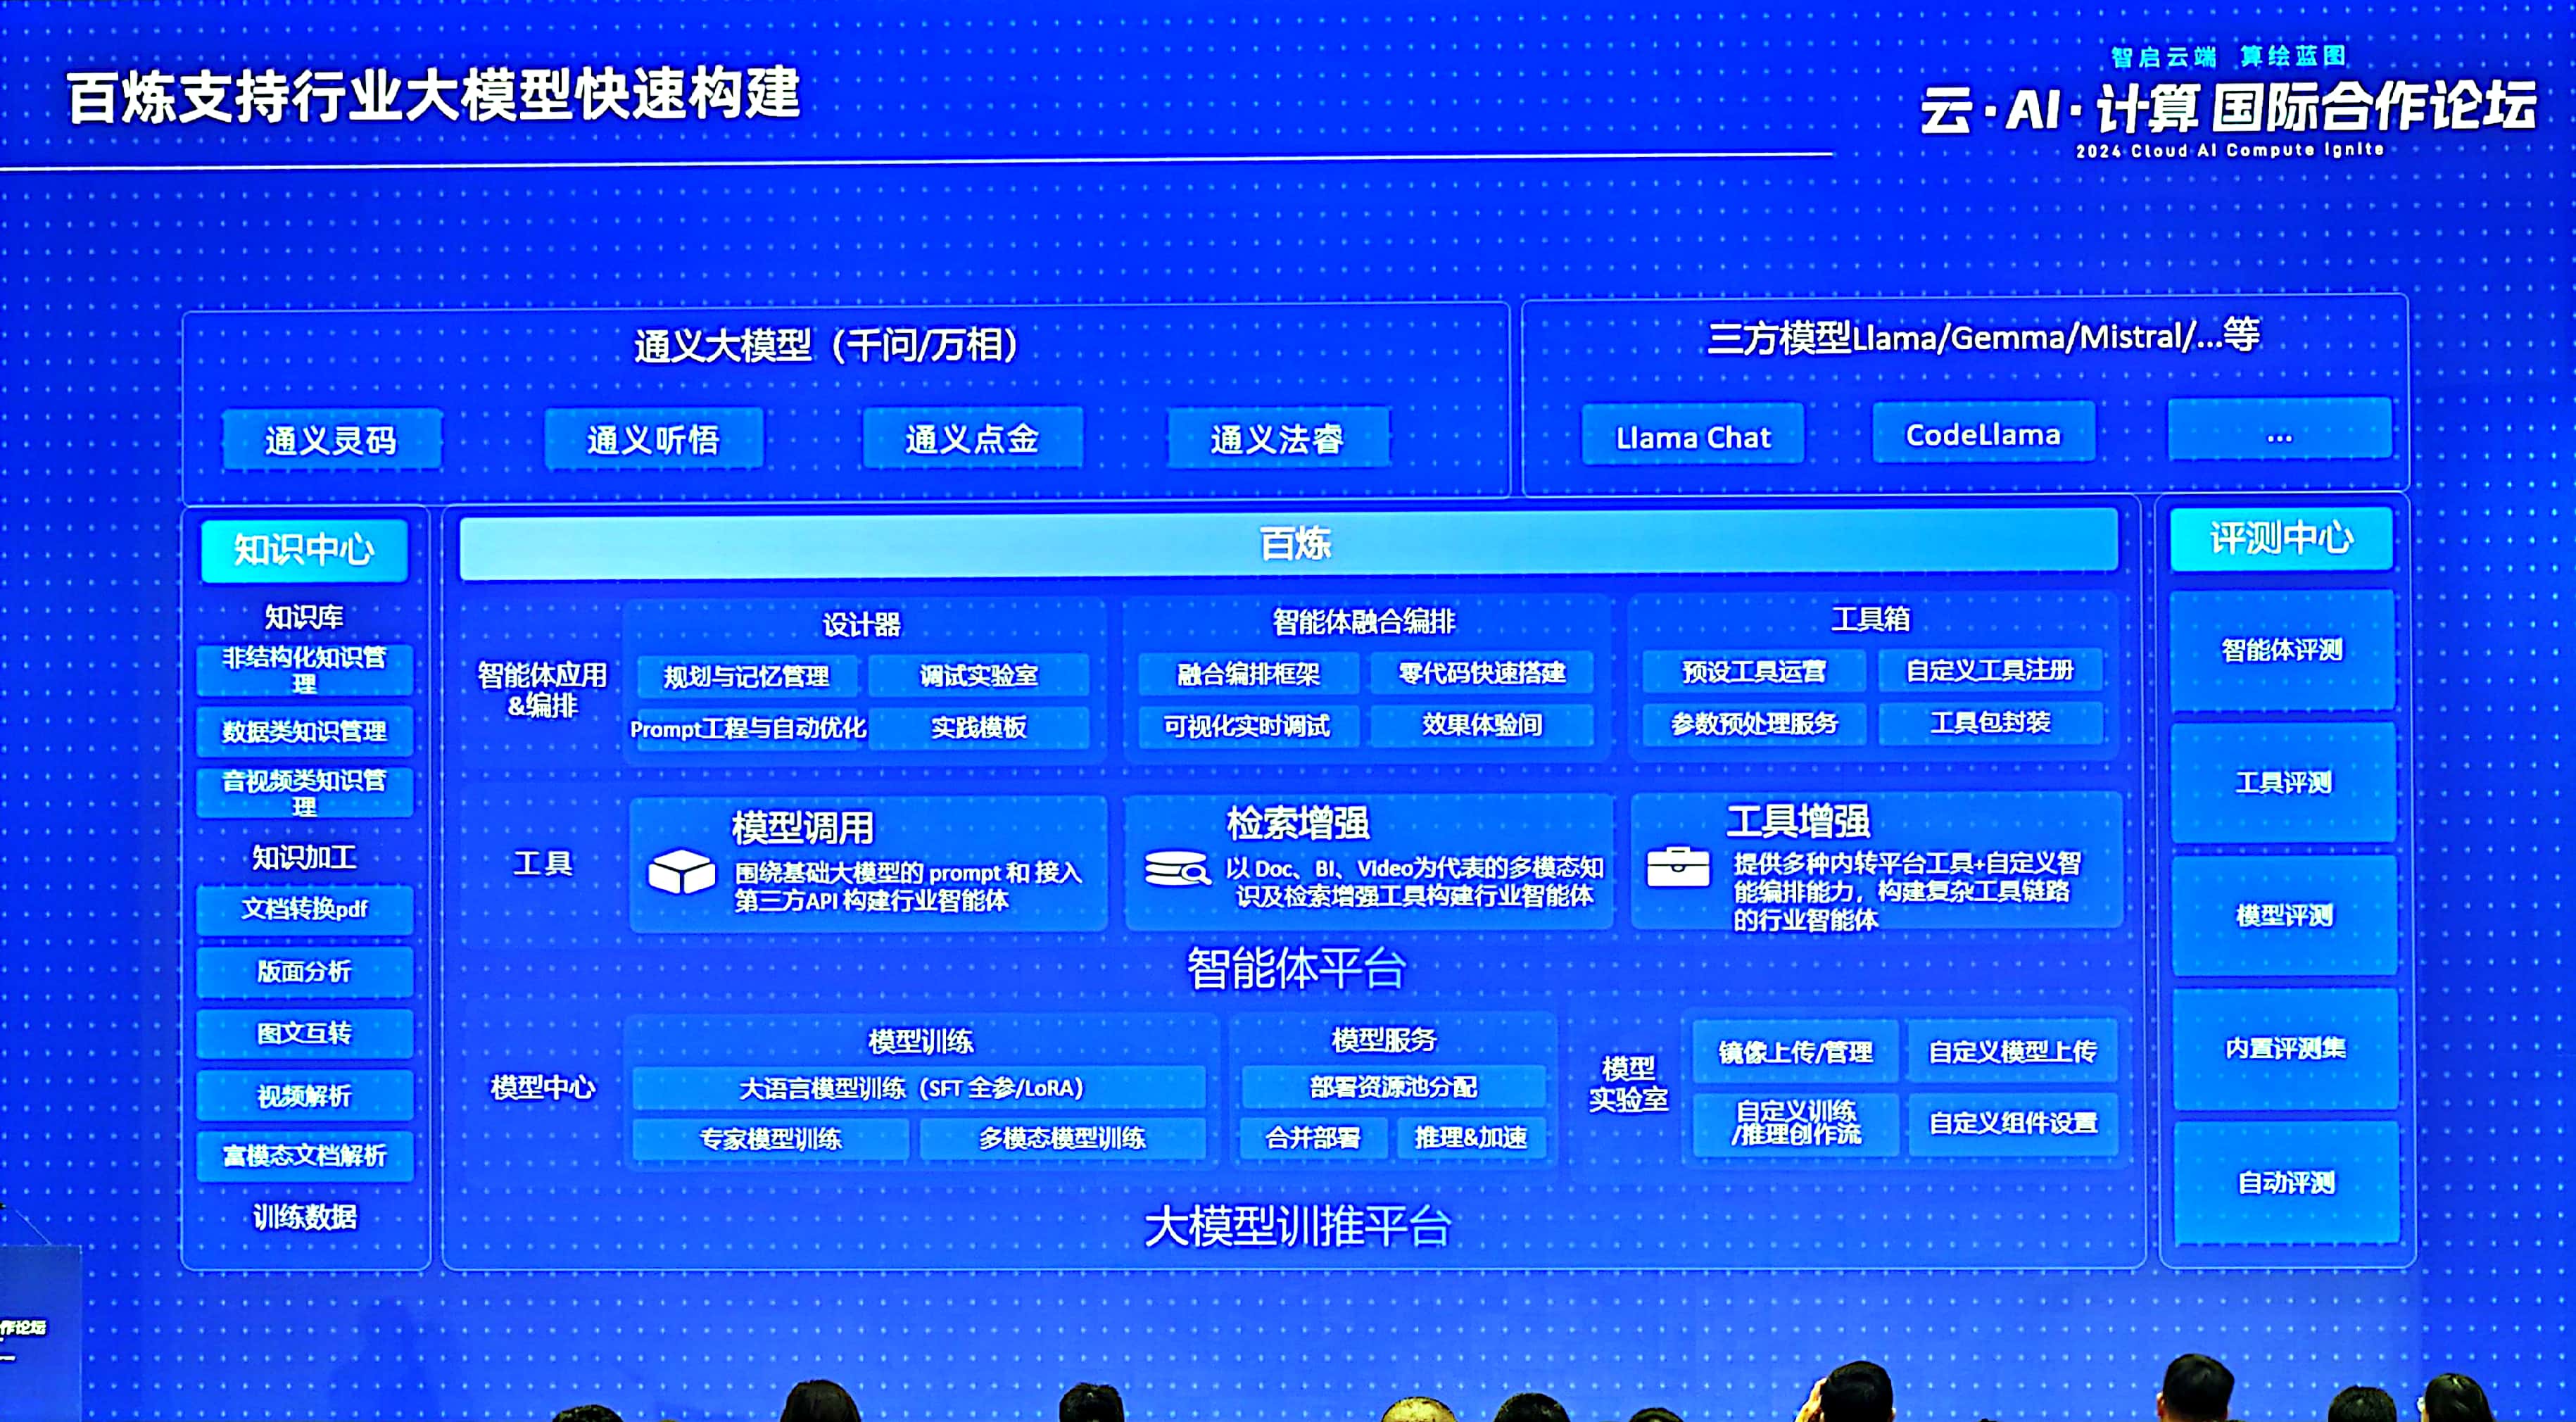 百炼支持行业大模型快速构建
智启云端 算绘蓝图
云·AI·计算 国际合作论坛
2024 Cloud AI Compute Ignite
通义大模型（千问/万相）
通义灵码
通义听悟
通义点金
通义法睿
三方模型Llama/Gemma/Mistral/...等
Llama Chat
CodeLlama
...
知识中心
知识库
非结构化知识管
理
数据类知识管理
音视频类知识管
理
知识加工
文档转换pdf
版面分析
图文互转
视频解析
富模态文档解析
训练数据
百炼
智能体应用
&编排
设计器
规划与记忆管理
调试实验室
Prompt工程与自动优化
实践模板
智能体融合编排
融合编排框架
零代码快速搭建
可视化实时调试
效果体验间
工具箱
预设工具运营
自定义工具注册
参数预处理服务
工具包封装
工具
模型调用
围绕基础大模型的 prompt 和 接入
第三方API 构建行业智能体
检索增强
以 Doc、BI、Video为代表的多模态知
识及检索增强工具构建行业智能体
工具增强
提供多种内转平台工具+自定义智
能编排能力，构建复杂工具链路
的行业智能体
智能体平台
模型中心
模型训练
大语言模型训练（SFT 全参/LoRA）
专家模型训练
多模态模型训练
模型服务
部署资源池分配
合并部署
推理&加速
模型
实验室
镜像上传/管理
自定义模型上传
自定义训练
/推理创作流
自定义组件设置
大模型训推平台
评测中心
智能体评测
工具评测
模型评测
内置评测集
自动评测
作论坛